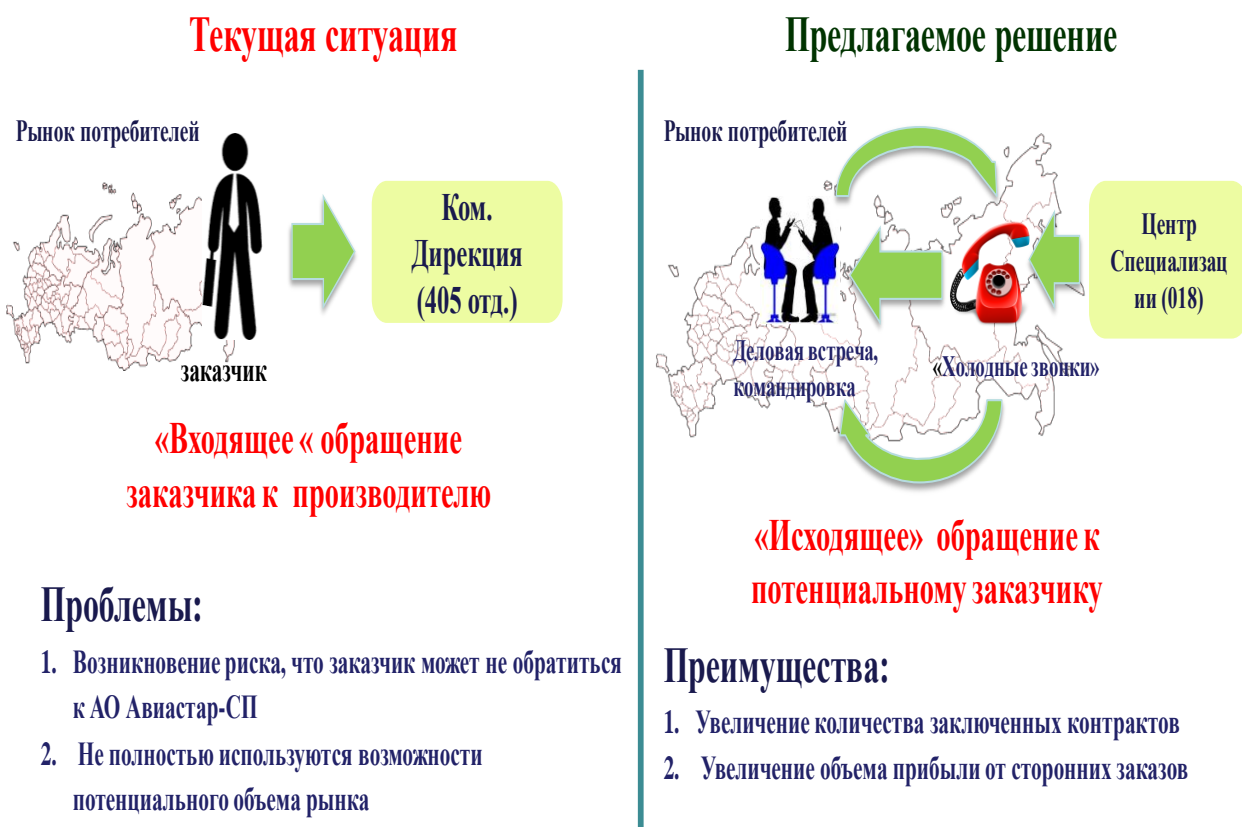 Текущая ситуация
Рынок потребителей
Ком.
Дирекция
(405 отд.)
заказчик
«Входящее « обращение
заказчика к производителю
Проблемы:
1. Возникновение риска, что заказчик может не обратиться
к АО Авиастар-СП
2. Не полностью используются возможности
потенциального объема рынка
Предлагаемое решение
Рынок потребителей
Центр
Специализац
ии (018)
Деловая встреча,
командировка
«Холодные звонки»
«Исходящее» обращение к
потенциальному заказчику
Преимущества:
1. Увеличение количества заключенных контрактов
2. Увеличение объема прибыли от сторонних заказов